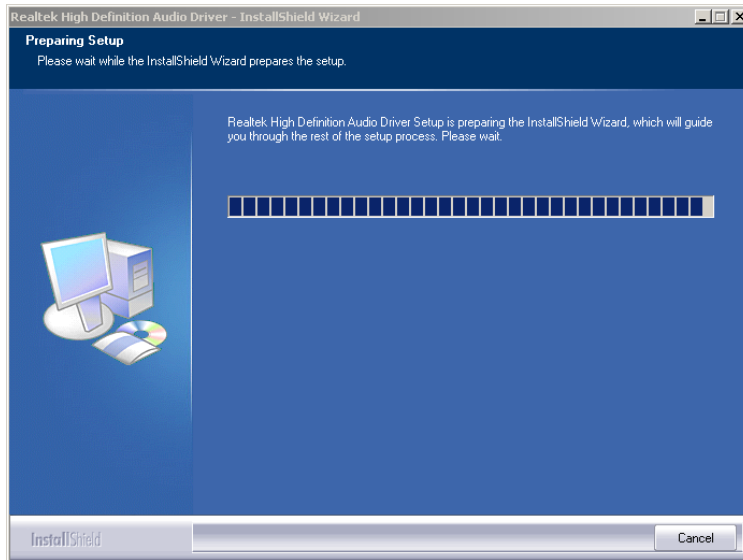 Realtek High Definition Audio Driver - InstallShield Wizard
Preparing Setup
Please wait while the InstallShield Wizard prepares the setup.
Realtek High Definition Audio Driver Setup is preparing the InstallShield Wizard, which will guide
you through the rest of the setup process. Please wait.
InstallShield
Cancel